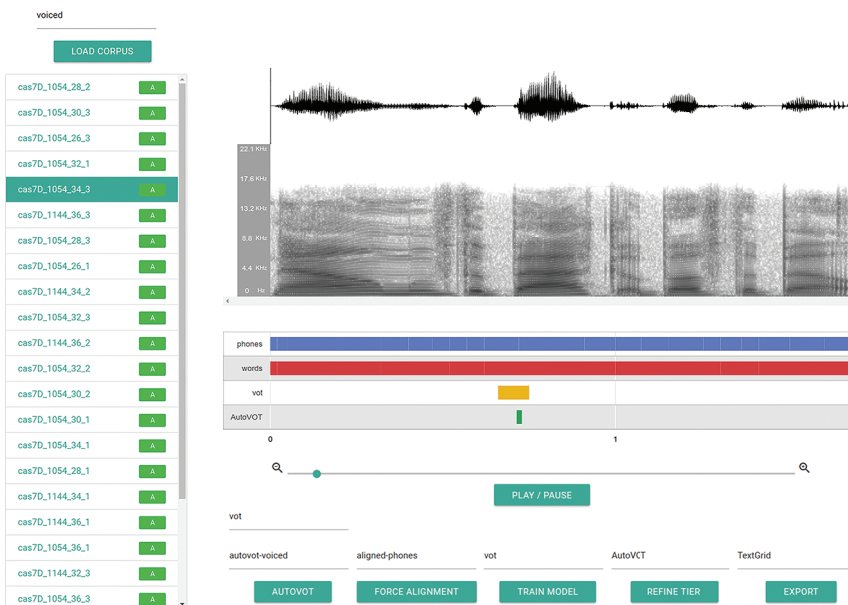 voiced
LOAD CORPUS
cas7D_1054_28_2 A
cas7D_1054_30_3 A
cas7D_1054_26_3 A
cas7D_1054_32_1 A
cas7D_1054_34_3 A
cas7D_1144_36_3 A
cas7D_1054_28_3 A
cas7D_1054_26_1 A
cas7D_1144_34_2 A
cas7D_1054_32_3 A
cas7D_1144_36_2 A
cas7D_1054_32_2 A
cas7D_1054_30_2 A
cas7D_1054_30_1 A
cas7D_1054_34_1 A
cas7D_1054_28_1 A
cas7D_1144_34_1 A
cas7D_1144_36_1 A
cas7D_1054_36_1 A
cas7D_1144_32_3 A
cas7D_1054_36_3 A
22.1 KHz
17.6 KHz
13.2 KHz
8.8 KHz
4.4 KHz
0 Hz
phones
words
vot
AutoVOT
0 1
PLAY / PAUSE
vot
autovot-voiced aligned-phones vot AutoVCT TextGrid
AUTOVOT FORCE ALIGNMENT TRAIN MODEL REFINE TIER EXPORT